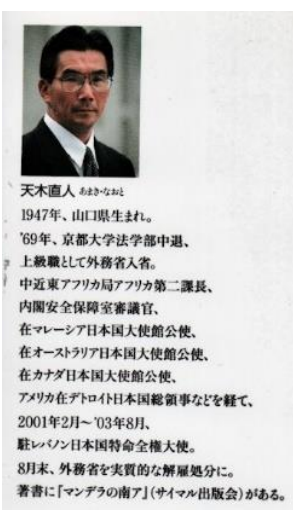 天木直人 あまき・なおと
1947年、山口県生まれ。
'69年、京都大学法学部中退、
上級職として外務省入省。
中近東アフリカ局アフリカ第二課長、
内閣安全保障室審議官、
在マレーシア日本国大使館公使、
在オーストラリア日本国大使館公使、
在カナダ日本国大使館公使、
アメリカ在デトロイト日本国総領事などを経て、
2001年2月〜'03年8月、
駐レバノン日本国特命全権大使。
8月末、外務省を実質的な解雇処分に。
著書に『マンデラの南ア』(サイマル出版会)がある。